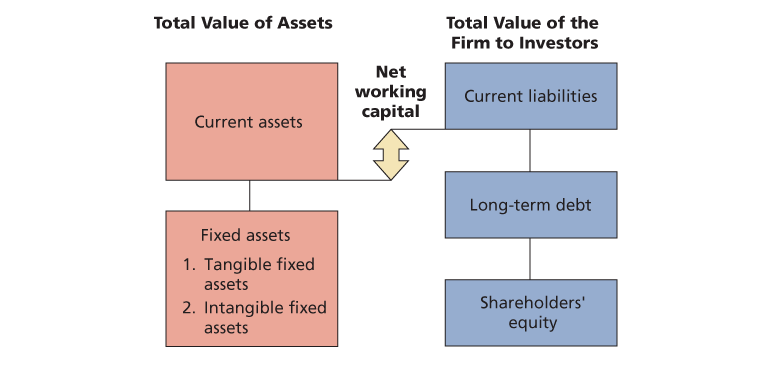 Total Value of Assets
Total Value of the
Firm to Investors
Net
working
capital
Current assets
Current liabilities
Fixed assets
1. Tangible fixed
assets
2. Intangible fixed
assets
Long-term debt
Shareholders'
equity